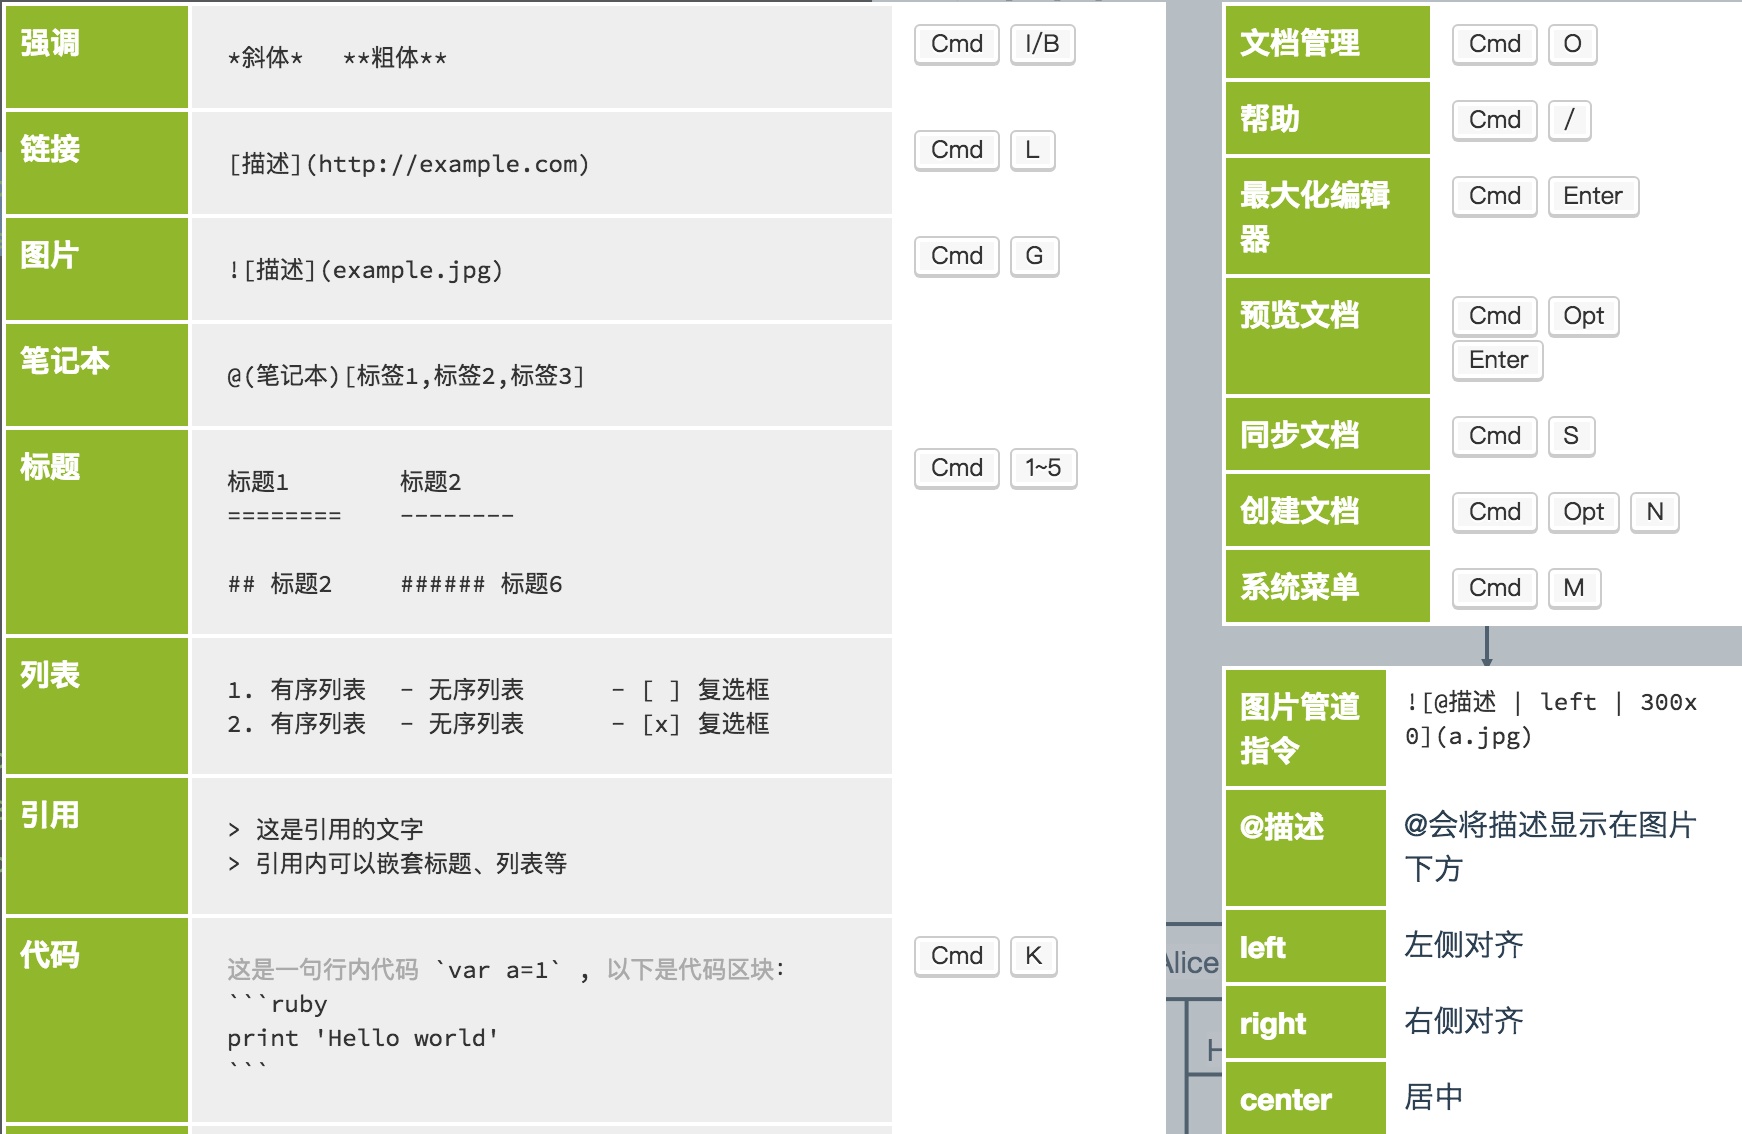 强调
*斜体*   **粗体**
Cmd I/B
链接
[描述](http://example.com)
Cmd L
图片
![描述](example.jpg)
Cmd G
笔记本
@(笔记本)[标签1,标签2,标签3]
标题
标题1        标题2
========    --------
## 标题2     ###### 标题6
Cmd 1~5
列表
1. 有序列表   - 无序列表       - [ ] 复选框
2. 有序列表   - 无序列表       - [x] 复选框
引用
> 这是引用的文字
> 引用内可以嵌套标题、列表等
代码
这是一句行内代码 `var a=1` , 以下是代码区块:
```ruby
print 'Hello world'
```
Cmd K
文档管理
Cmd O
帮助
Cmd /
最大化编辑
器
Cmd Enter
预览文档
Cmd Opt
Enter
同步文档
Cmd S
创建文档
Cmd Opt N
系统菜单
Cmd M
图片管道
指令
![@描述 | left | 300x
0](a.jpg)
@描述
@会将描述显示在图片
下方
left
左侧对齐
right
右侧对齐
center
居中
Alice